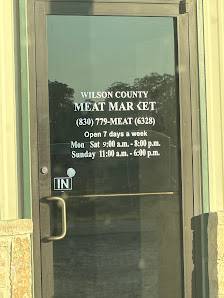 WILSON COUNTY
MEAT MARKET
(830) 779-MEAT (6328)
Open 7 days a week
Mon Sat 9:00 a.m. - 8:00 p.m.
Sunday 11:00 a.m. - 6:00 p.m.
IN